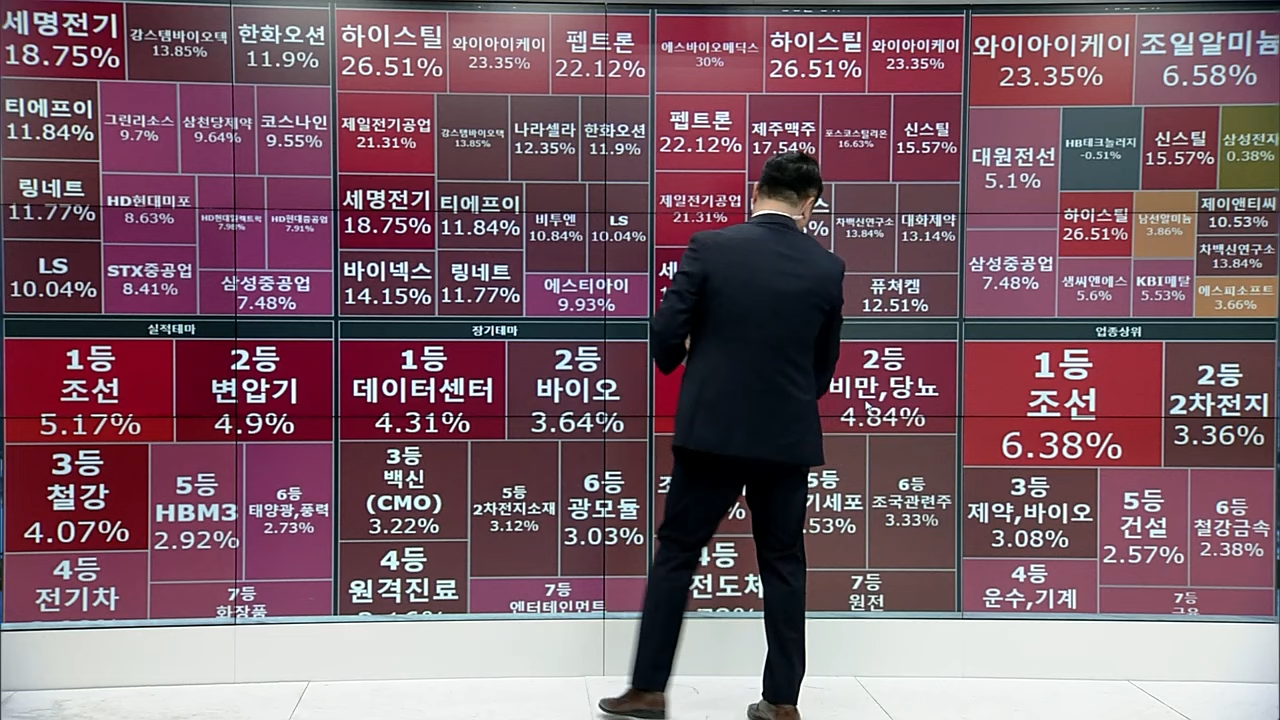 세명전기
18.75%
강스템바이오텍
13.85%
한화오션
11.9%
티에프이
11.84%
그린리소스
9.7%
삼천당제약
9.64%
코스나인
9.55%
링네트
11.77%
HD현대미포
8.63%
HD현대일렉트릭
7.98%
HD현대중공업
7.91%
LS
10.04%
STX중공업
8.41%
삼성중공업
7.48%
하이스틸
26.51%
와이아이케이
23.35%
펩트론
22.12%
제일전기공업
21.31%
강스템바이오텍
13.85%
나라셀라
12.35%
한화오션
11.9%
세명전기
18.75%
티에프이
11.84%
비투엔
10.84%
LS
10.04%
바이넥스
14.15%
링네트
11.77%
에스티아이
9.93%
에스바이오메딕스
30%
하이스틸
26.51%
와이아이케이
23.35%
펩트론
22.12%
제주맥주
17.54%
포스코스틸리온
16.63%
신스틸
15.57%
제일전기공업
21.31%
차백신연구소
13.84%
대화제약
13.14%
퓨쳐켐
12.51%
와이아이케이
23.35%
조일알미늄
6.58%
대원전선
5.1%
HB테크놀러지
-0.51%
신스틸
15.57%
삼성전자
0.38%
하이스틸
26.51%
남선알미늄
3.86%
제이앤티씨
10.53%
차백신연구소
13.84%
삼성중공업
7.48%
샘씨엔에스
5.6%
KBI메탈
5.53%
에스피소프트
3.66%
실적테마
1등
조선
5.17%
2등
변압기
4.9%
3등
철강
4.07%
5등
HBM3
2.92%
6등
태양광,풍력
2.73%
4등
전기차
7등
화장품
장기테마
1등
데이터센터
4.31%
2등
바이오
3.64%
3등
백신
(CMO)
3.22%
5등
2차전지소재
3.12%
6등
광모듈
3.03%
4등
원격진료
7등
엔터테인먼트
2등
비만,당뇨
4.84%
6등
조국관련주
3.33%
7등
원전
업종상위
1등
조선
6.38%
2등
2차전지
3.36%
3등
제약,바이오
3.08%
5등
건설
2.57%
6등
철강금속
2.38%
4등
운수,기계
7등